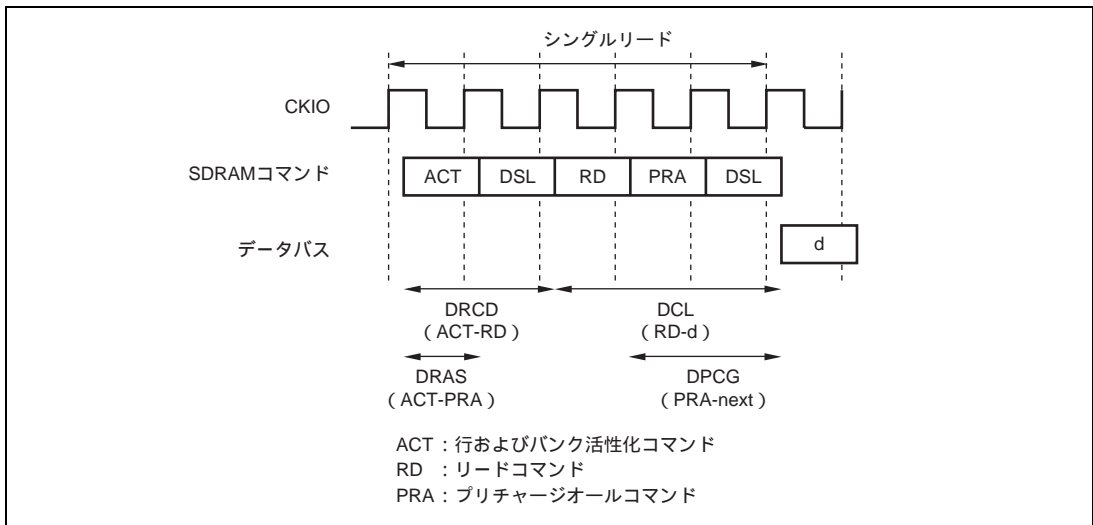 シングルリード
CKIO
SDRAMコマンド
ACT DSL RD PRA DSL
データバス
d
DRCD
（ACT-RD）
DCL
（RD-d）
DRAS
（ACT-PRA）
DPCG
（PRA-next）
ACT：行およびバンク活性化コマンド
RD ：リードコマンド
PRA：プリチャージオールコマンド